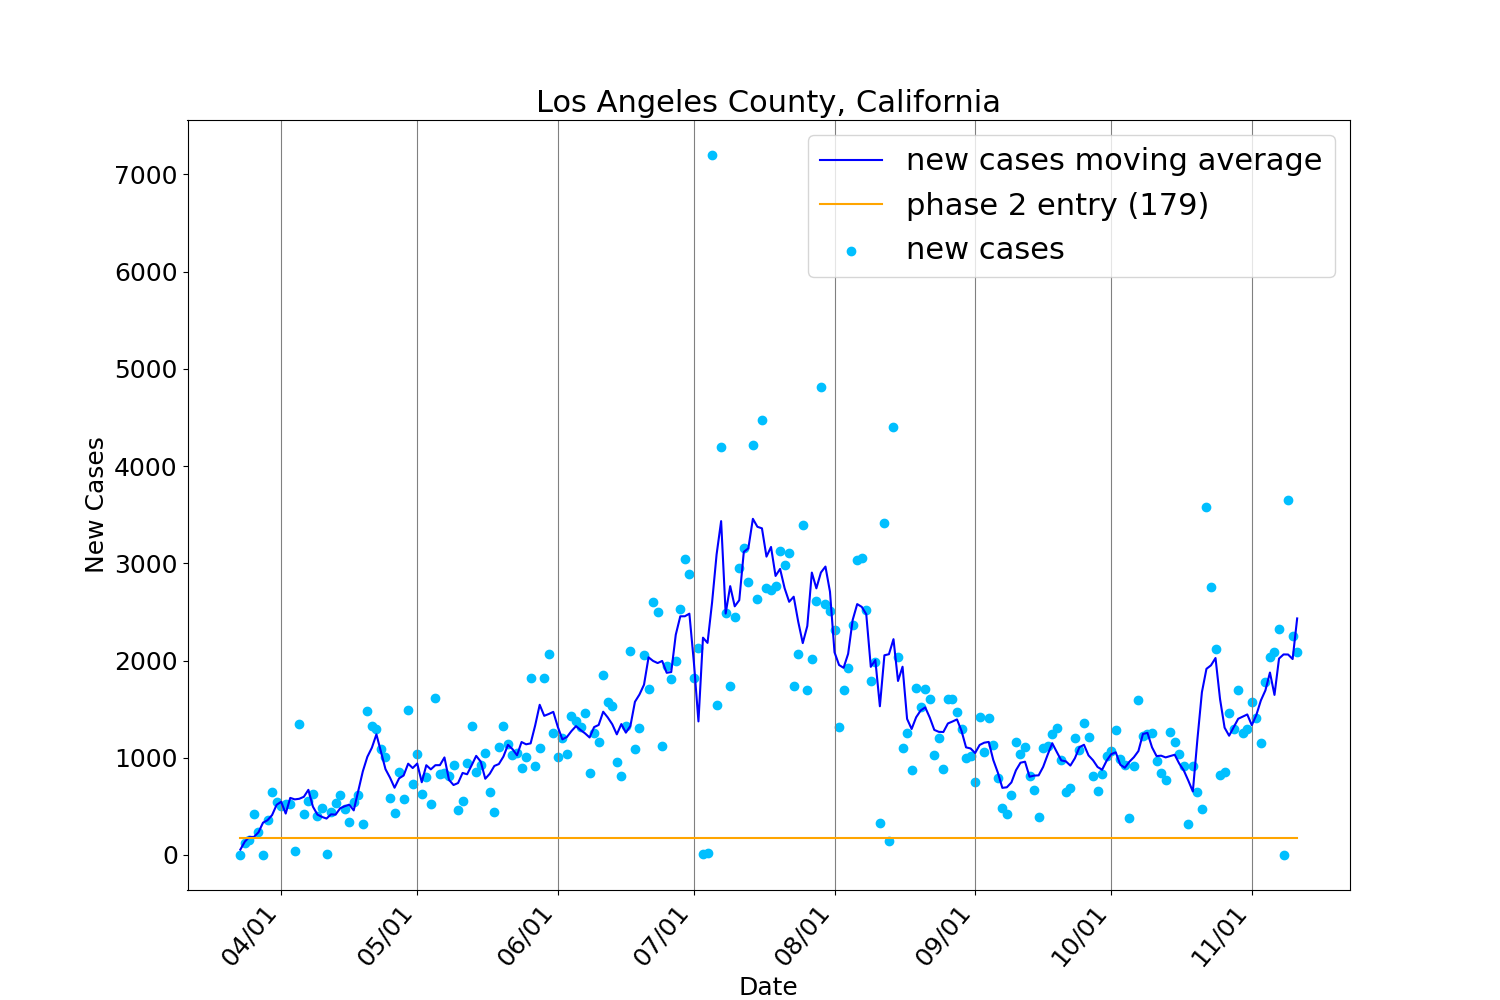 Los Angeles County, California
new cases moving average
phase 2 entry (179)
new cases
New Cases
7000
6000
5000
4000
3000
2000
1000
0
04/01
05/01
06/01
07/01
08/01
09/01
10/01
11/01
Date